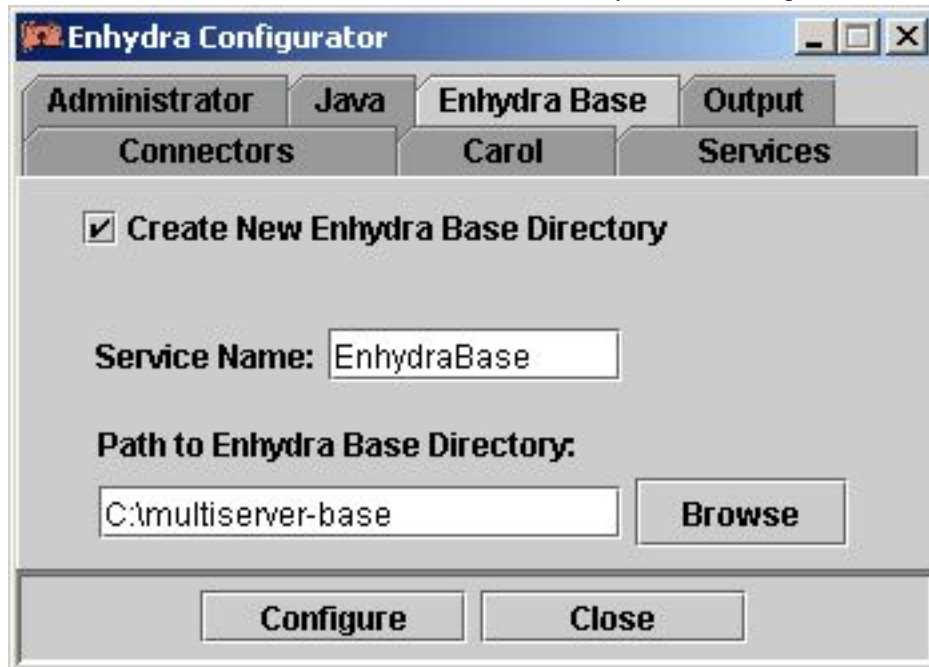 Enhydra Configurator
Administrator Java Enhydra Base Output
Connectors Carol Services
Create New Enhydra Base Directory
Service Name: EnhydraBase
Path to Enhydra Base Directory:
C:\multiserver-base Browse
Configure Close